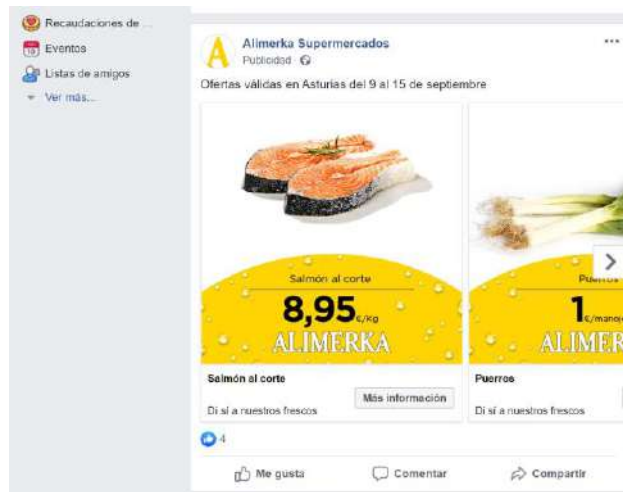 Recaudaciones de ...
Eventos
Listas de amigos
Ver más...
A
Alimerka Supermercados
Publicidad
Ofertas válidas en Asturias del 9 al 15 de septiembre
Salmón al corte
8,95 €/Kg
ALIMERKA
Salmón al corte
Di sí a nuestros frescos
Más información
Puerros
1 €/manojo
ALIMER
Puerros
Di sí a nuestros frescos
4
Me gusta
Comentar
Compartir